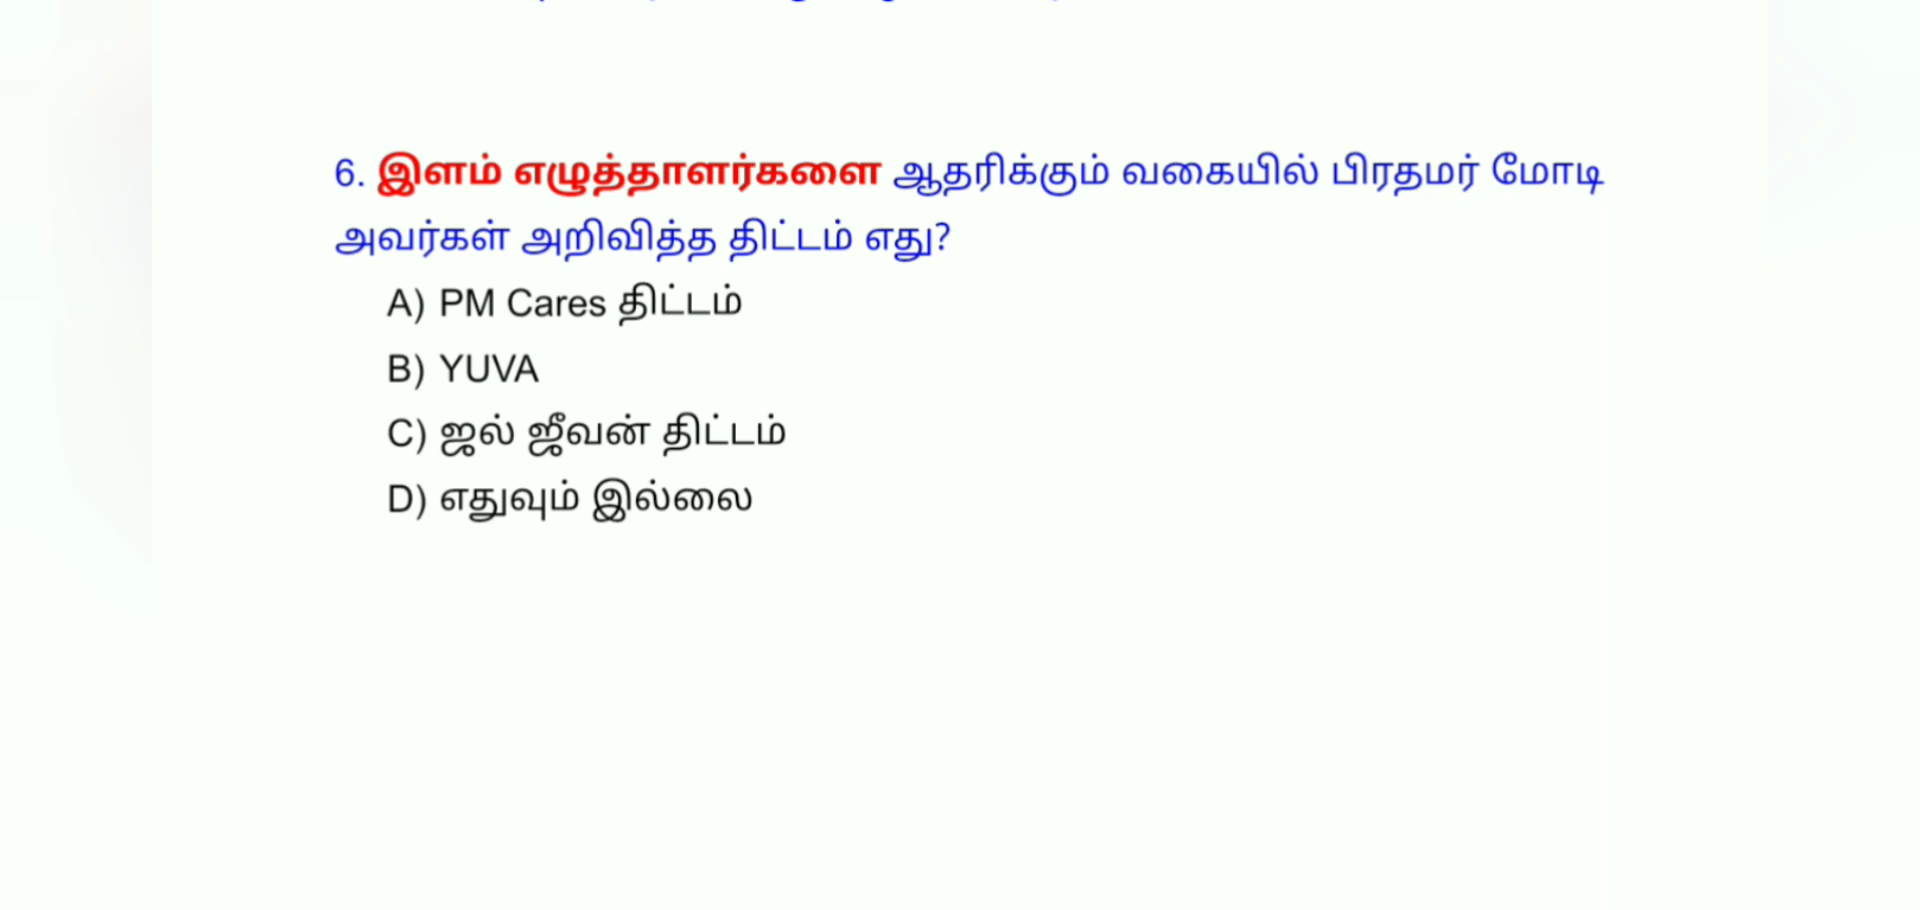 6. இளம் எழுத்தாளர்களை ஆதரிக்கும் வகையில் பிரதமர் மோடி
அவர்கள் அறிவித்த திட்டம் எது?
A) PM Cares திட்டம்
B) YUVA
C) ஜல் ஜீவன் திட்டம்
D) எதுவும் இல்லை